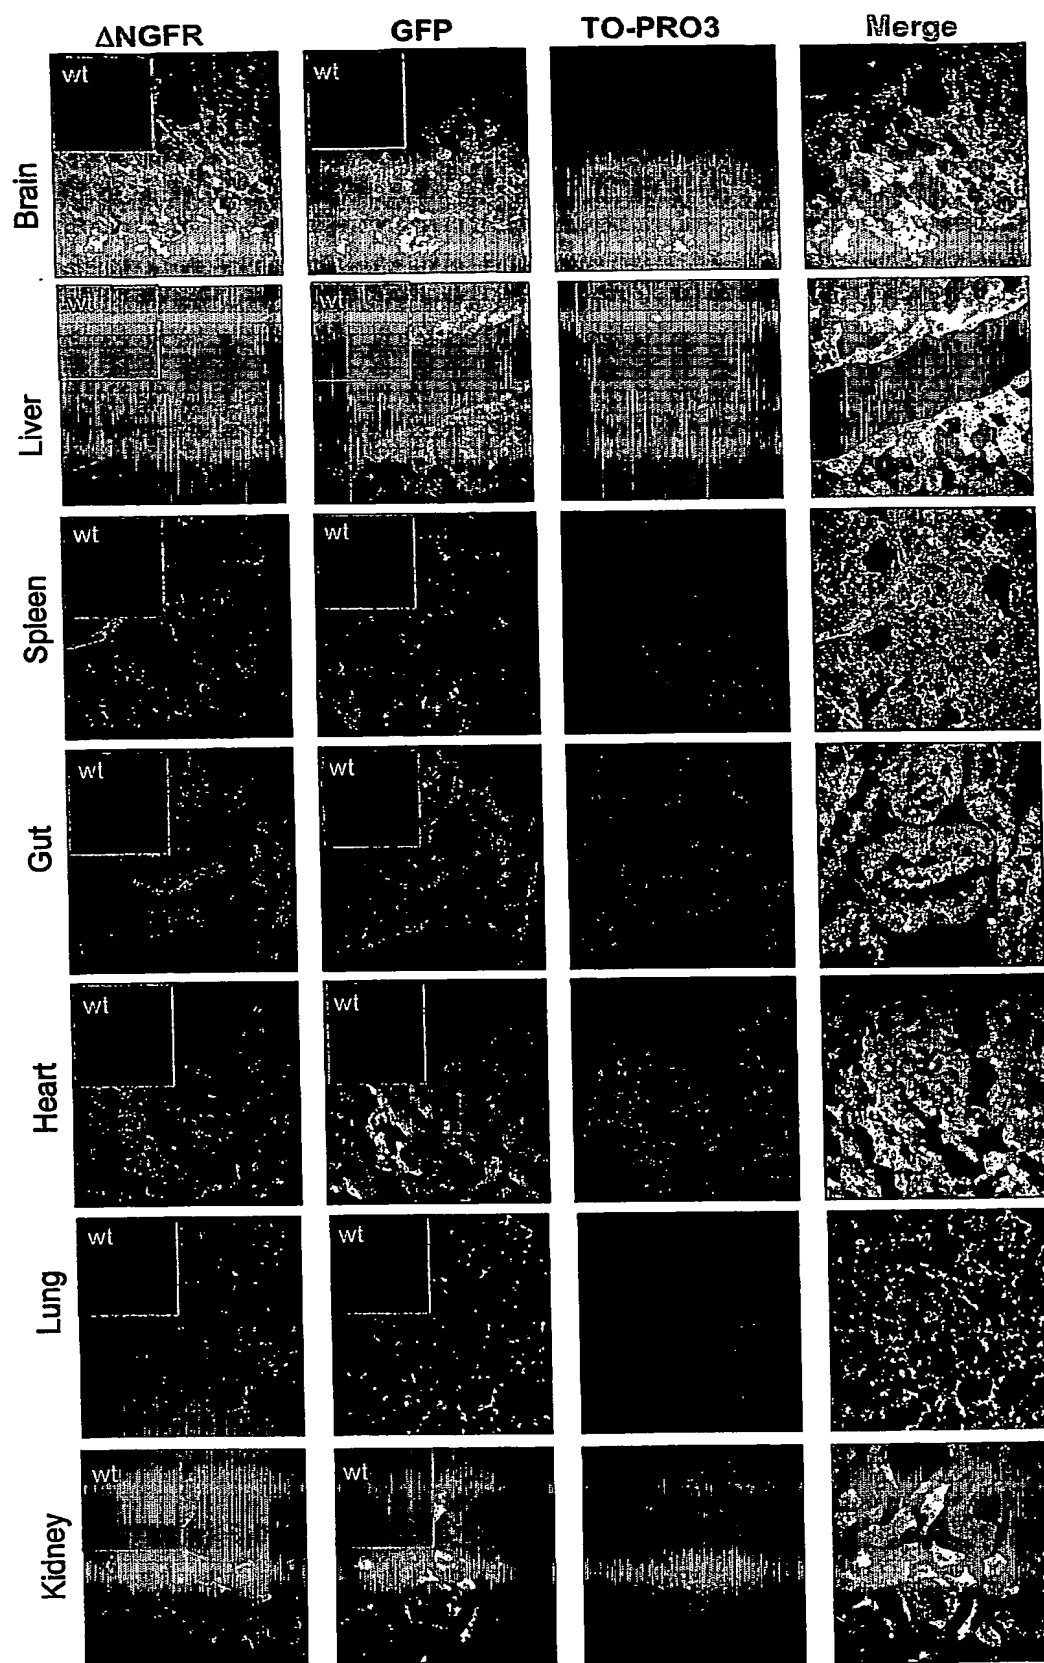 ΔNGFR GFP TO-PRO3 Merge
Brain wt wt
Liver wt wt
Spleen wt wt
Gut wt wt
Heart wt wt
Lung wt wt
Kidney wt wt